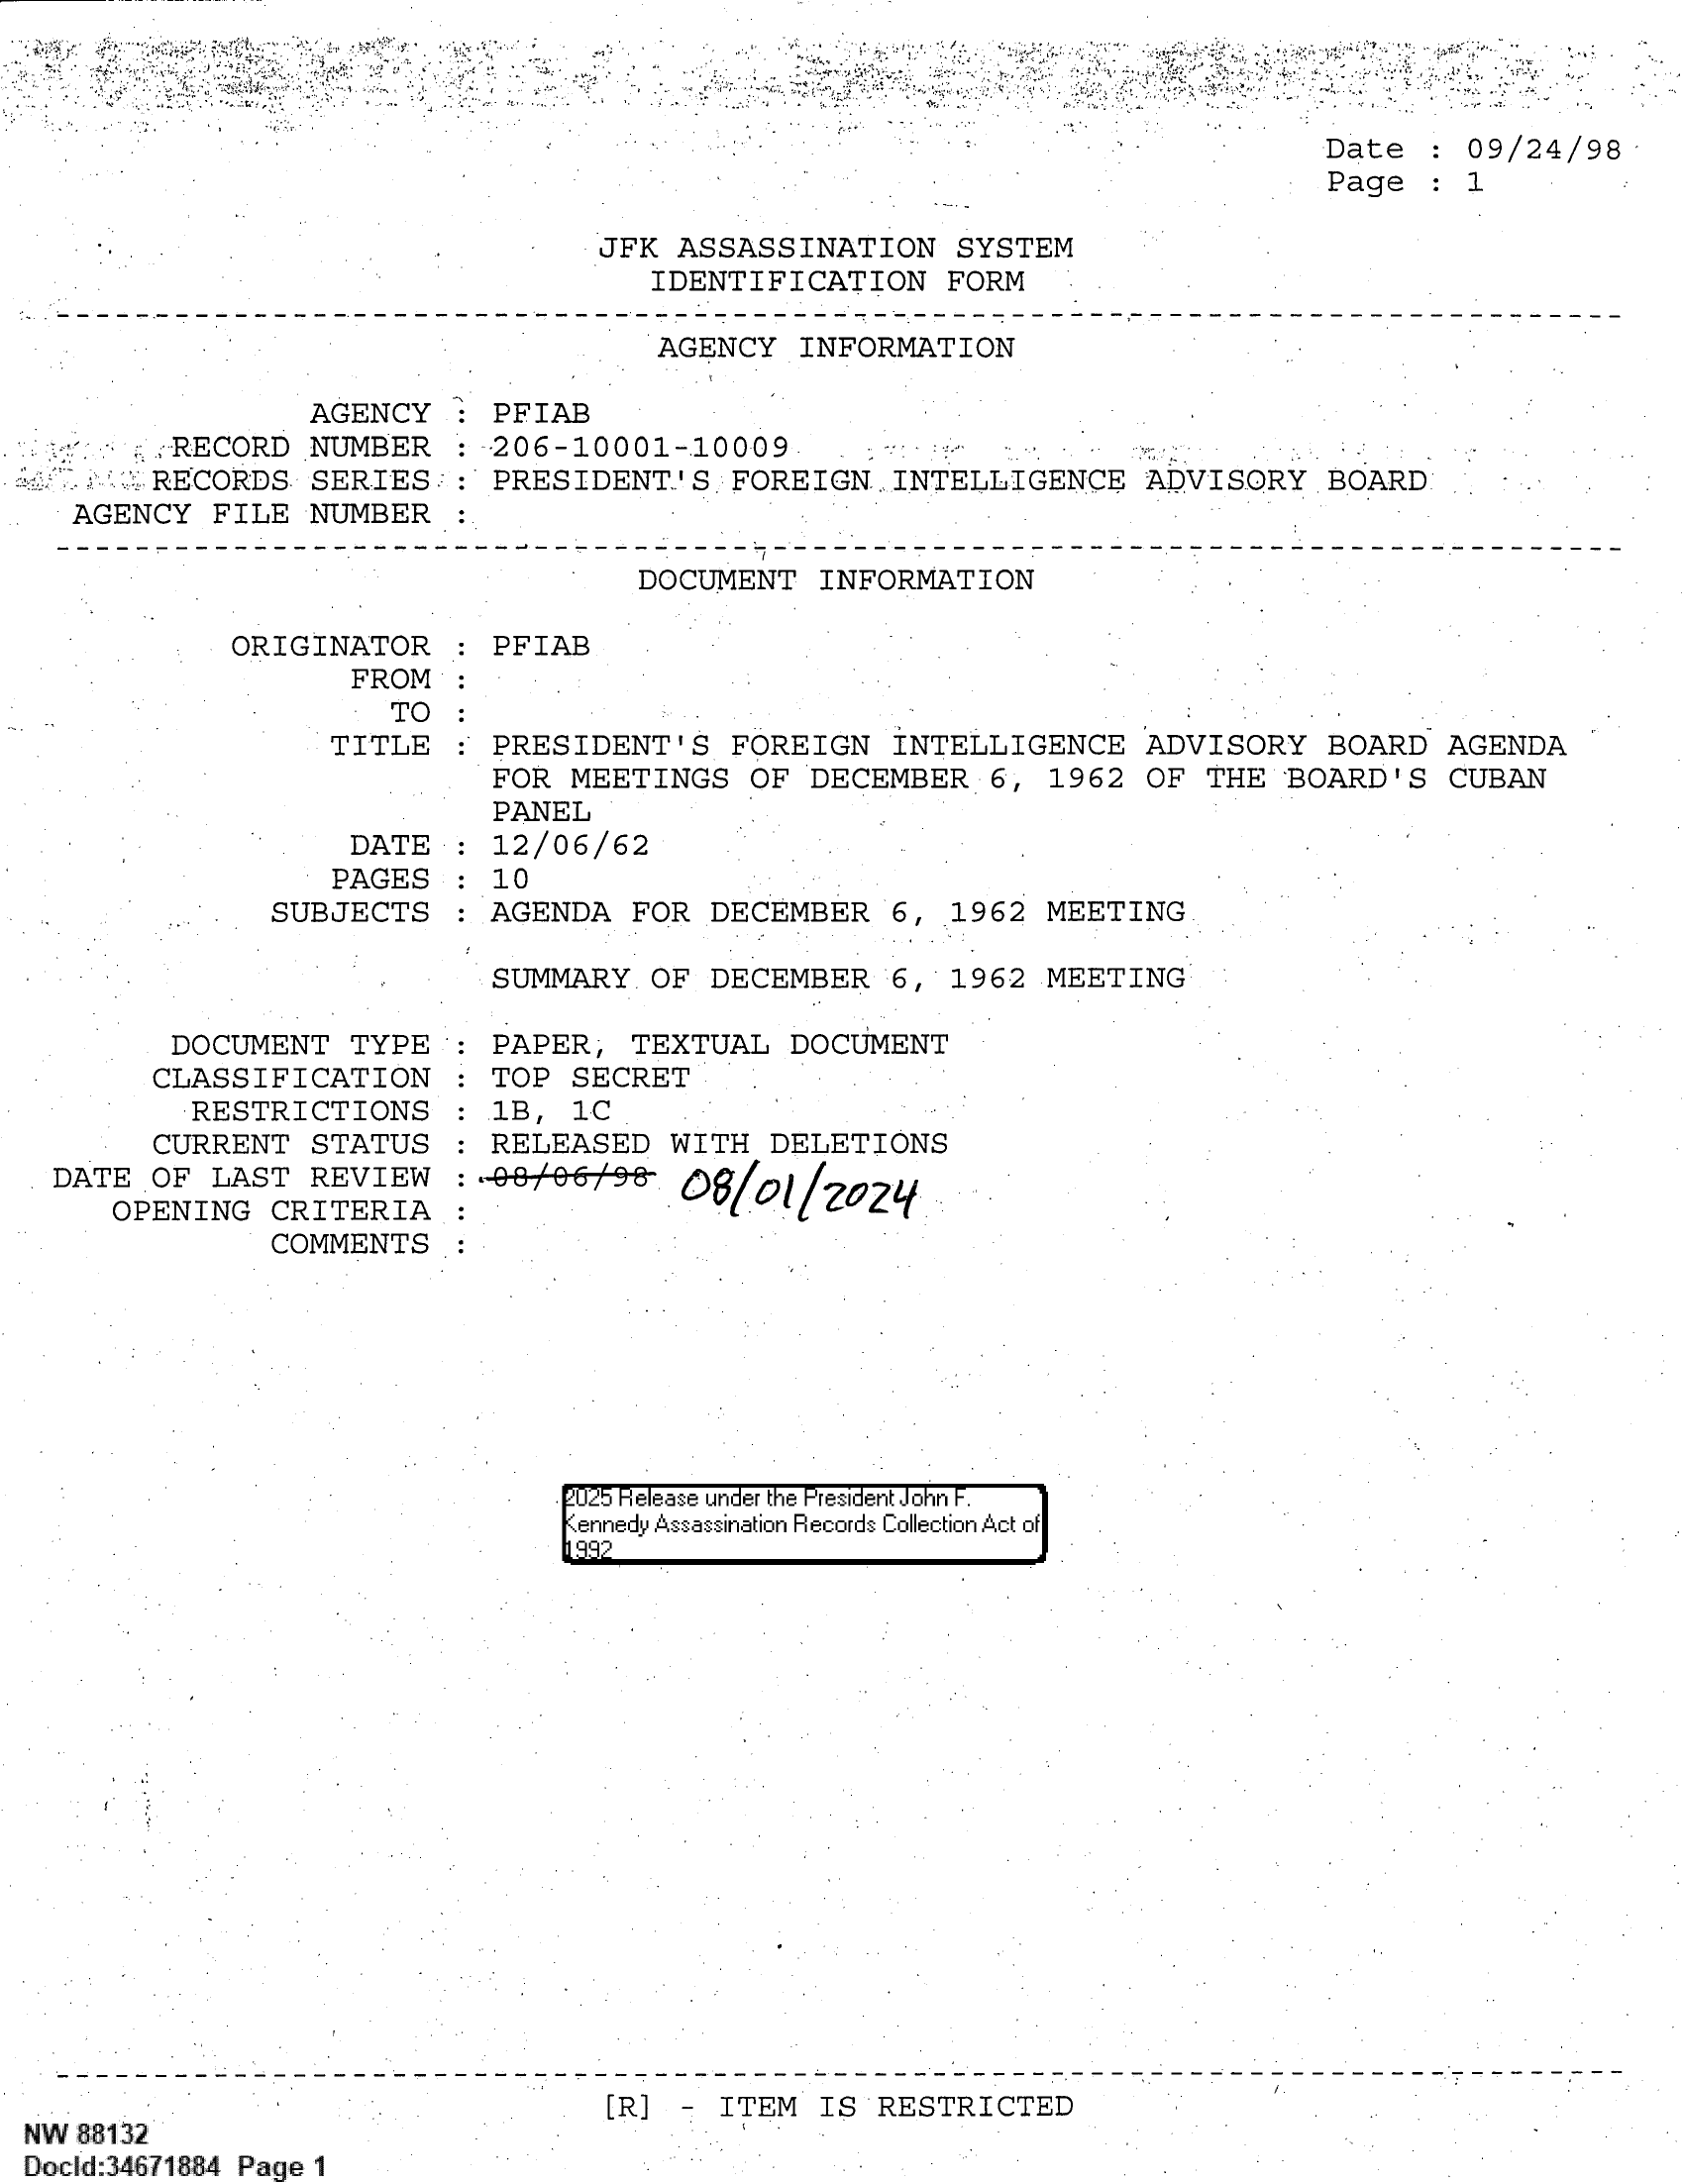 Date : 09/24/98
Page : 1
JFK ASSASSINATION SYSTEM
IDENTIFICATION FORM
AGENCY INFORMATION
AGENCY : PFIAB
RECORD NUMBER : 206-10001-10009
RECORDS SERIES : PRESIDENT'S FOREIGN INTELLIGENCE ADVISORY BOARD
AGENCY FILE NUMBER :
DOCUMENT INFORMATION
ORIGINATOR : PFIAB
FROM :
TO :
TITLE : PRESIDENT'S FOREIGN INTELLIGENCE ADVISORY BOARD AGENDA
FOR MEETINGS OF DECEMBER 6, 1962 OF THE BOARD'S CUBAN
PANEL
DATE : 12/06/62
PAGES : 10
SUBJECTS : AGENDA FOR DECEMBER 6, 1962 MEETING
SUMMARY OF DECEMBER 6, 1962 MEETING
DOCUMENT TYPE : PAPER, TEXTUAL DOCUMENT
CLASSIFICATION : TOP SECRET
RESTRICTIONS : 1B, 1C
CURRENT STATUS : RELEASED WITH DELETIONS
DATE OF LAST REVIEW : 08/06/98 08/01/2024
OPENING CRITERIA :
COMMENTS :
2025 Release under the President John F.
Kennedy Assassination Records Collection Act of
1992
[R] - ITEM IS RESTRICTED
NW 88132
DocId:34671884 Page 1